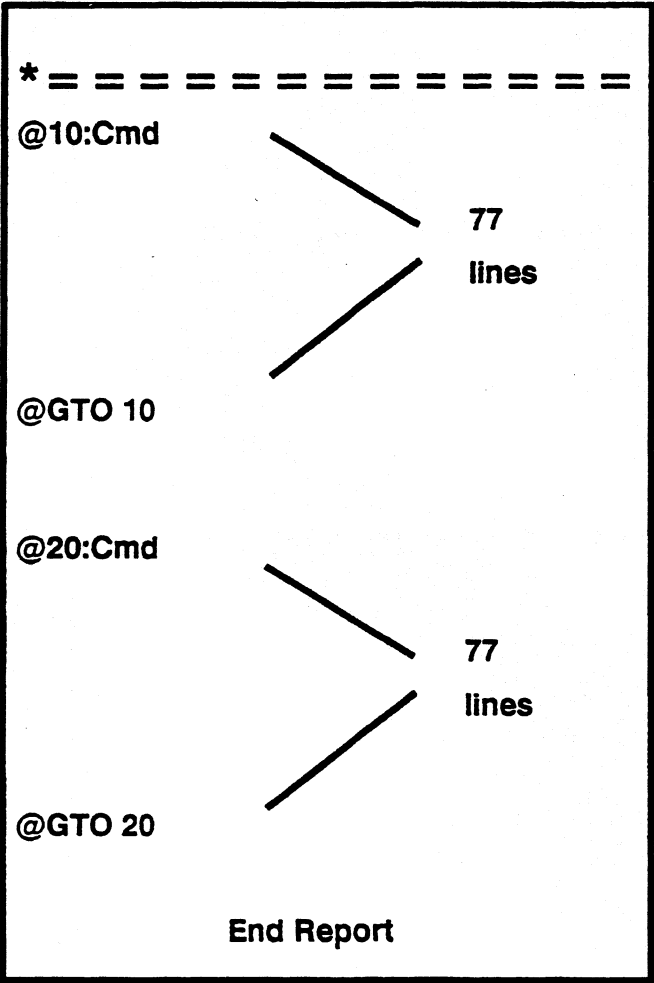 *= = = = = = = = = = = = =
@10:Cmd
77
lines
@GTO 10
@20:Cmd
77
lines
@GTO 20
End Report